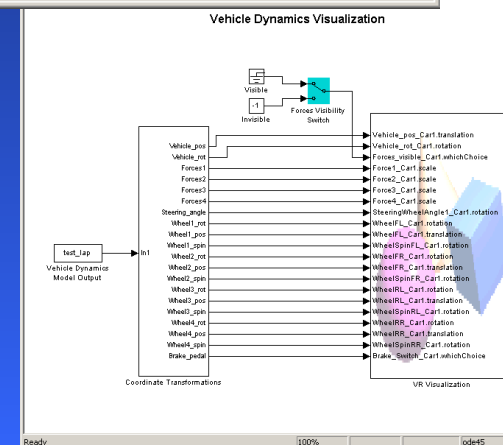 Vehicle Dynamics Visualization
Visible
-1
Invisible
Forces Visibility
Switch
Vehicle_pos
Vehicle_rot
Forces1
Forces2
Forces3
Forces4
Steering_angle
Wheel1_rot
Wheel1_pos
Wheel1_spin
Wheel2_rot
Wheel2_pos
Wheel2_spin
Wheel3_rot
Wheel3_pos
Wheel3_spin
Wheel4_rot
Wheel4_pos
Wheel4_spin
Brake_pedal
In1
test_lap
Vehicle Dynamics
Model Output
Coordinate Transformations
Vehicle_pos_Car1.translation
Vehicle_rot_Car1.rotation
Forces_visible_Car1.whichChoice
Force1_Car1.scale
Force2_Car1.scale
Force3_Car1.scale
Force4_Car1.scale
SteeringWheelAngle1_Car1.rotation
WheelFL_Car1.rotation
WheelFL_Car1.translation
WheelSpinFL_Car1.rotation
WheelFR_Car1.rotation
WheelFR_Car1.translation
WheelSpinFR_Car1.rotation
WheelRL_Car1.rotation
WheelRL_Car1.translation
WheelSpinRL_Car1.rotation
WheelRR_Car1.rotation
WheelRR_Car1.translation
WheelSpinRR_Car1.rotation
Brake_Switch_Car1.whichChoice
VR Visualization
Ready
100%
ode45